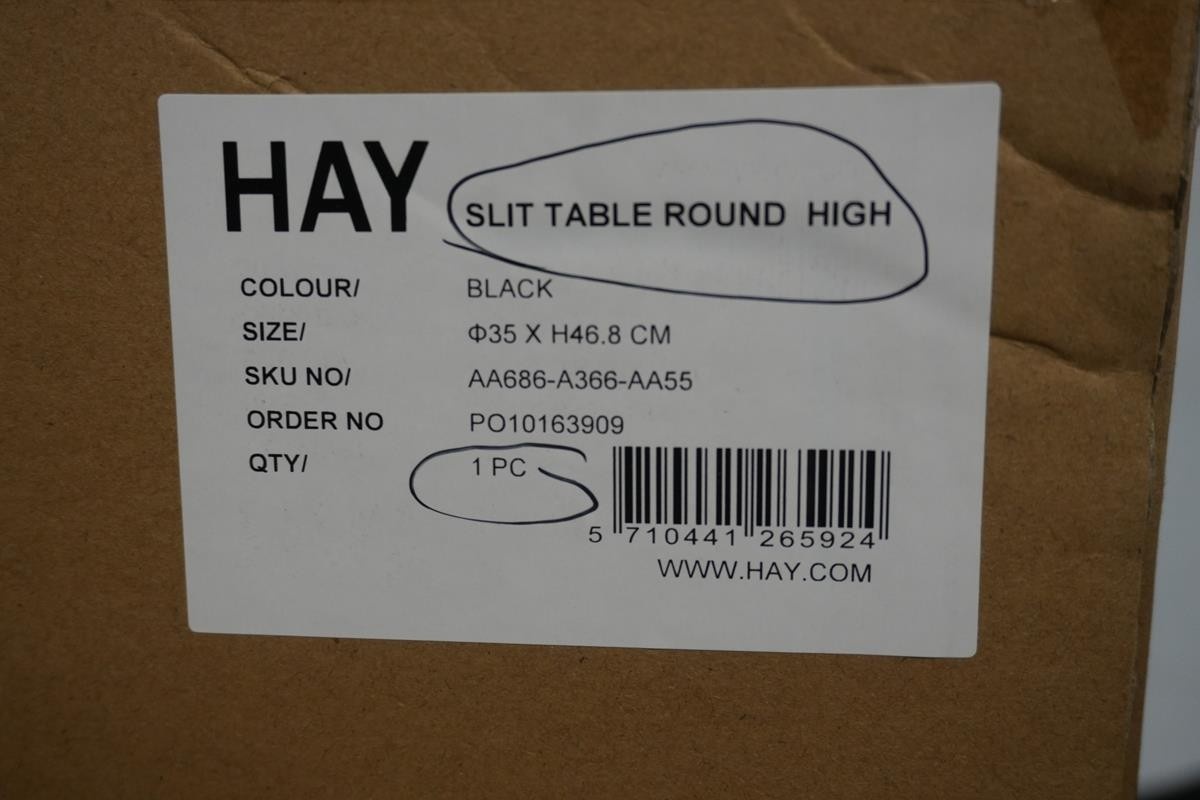 HAY SLIT TABLE ROUND HIGH
COLOUR/ BLACK
SIZE/ Φ35 X H46.8 CM
SKU NO/ AA686-A366-AA55
ORDER NO PO10163909
QTY/ 1 PC
5 710441 265924
WWW.HAY.COM